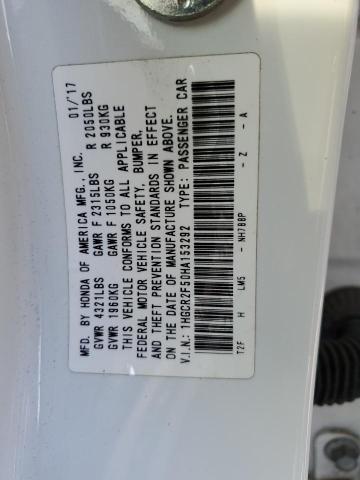 MFD. BY HONDA OF AMERICA MFG., INC. 01/'17
GVWR 4321LBS GAWR F 2315LBS R 2050LBS
GVWR 1960KG GAWR F 1050KG R 930KG
THIS VEHICLE CONFORMS TO ALL APPLICABLE
FEDERAL MOTOR VEHICLE SAFETY, BUMPER,
AND THEFT PREVENTION STANDARDS IN EFFECT
ON THE DATE OF MANUFACTURE SHOWN ABOVE.
V.I.N.: 1HGCR2F50HA153292 TYPE: PASSENGER CAR
T2F H LM5 - NH788P - Z - A